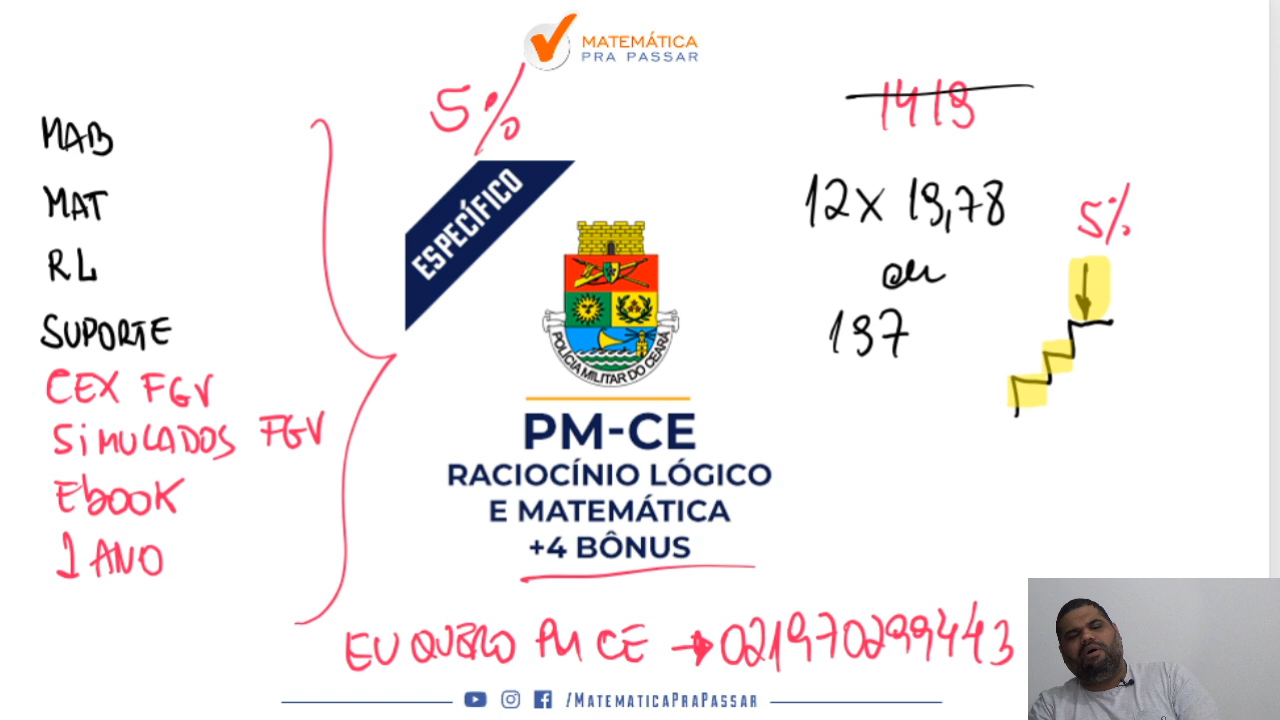 MATEMÁTICA
PRA PASSAR
5%
1419
MAB
MAT
RL
SUPORTE
CEX FGV
SIMULADOS FGV
Ebook
1 ANO
ESPECÍFICO
12x 19,78
ou
197
5%
POLÍCIA MILITAR DO CEARÁ
PM-CE
RACIOCÍNIO LÓGICO
E MATEMÁTICA
+4 BÔNUS
EU QUERO PM CE → 021970299443
/MATEMATICAPRAPASSAR